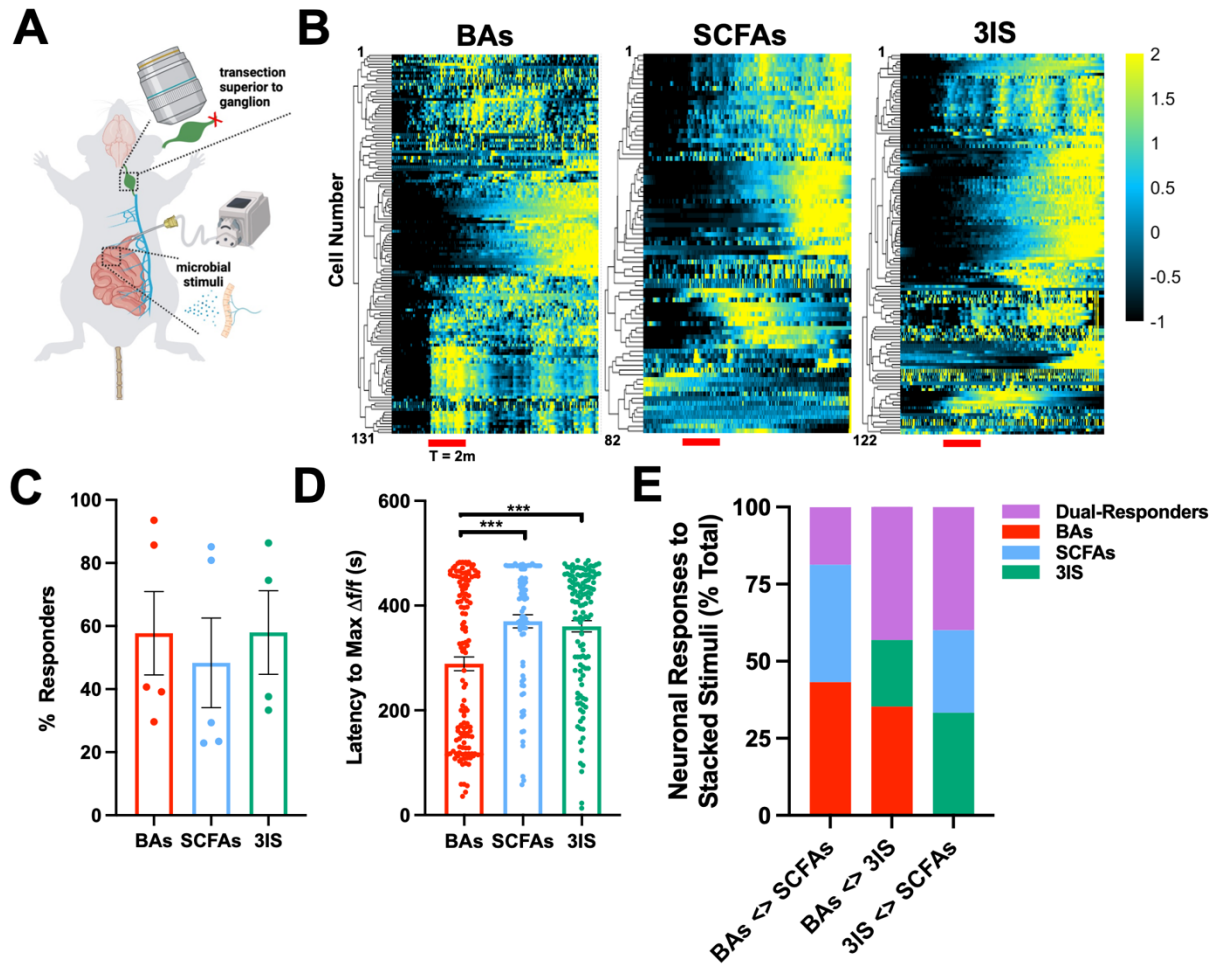 A
transection
superior to
ganglion
microbial
stimuli
B
BAs
SCFAs
3IS
Cell Number
1
131
1
82
1
122
T = 2m
2
1.5
1
0.5
0
-0.5
-1
C
% Responders
100
80
60
40
20
0
BAs
SCFAs
3IS
D
Latency to Max Δf/f (s)
600
400
200
0
***
***
BAs
SCFAs
3IS
E
Neuronal Responses to
Stacked Stimuli (% Total)
100
75
50
25
0
BAs <> SCFAs
BAs <> 3IS
3IS <> SCFAs
Dual-Responders
BAs
SCFAs
3IS